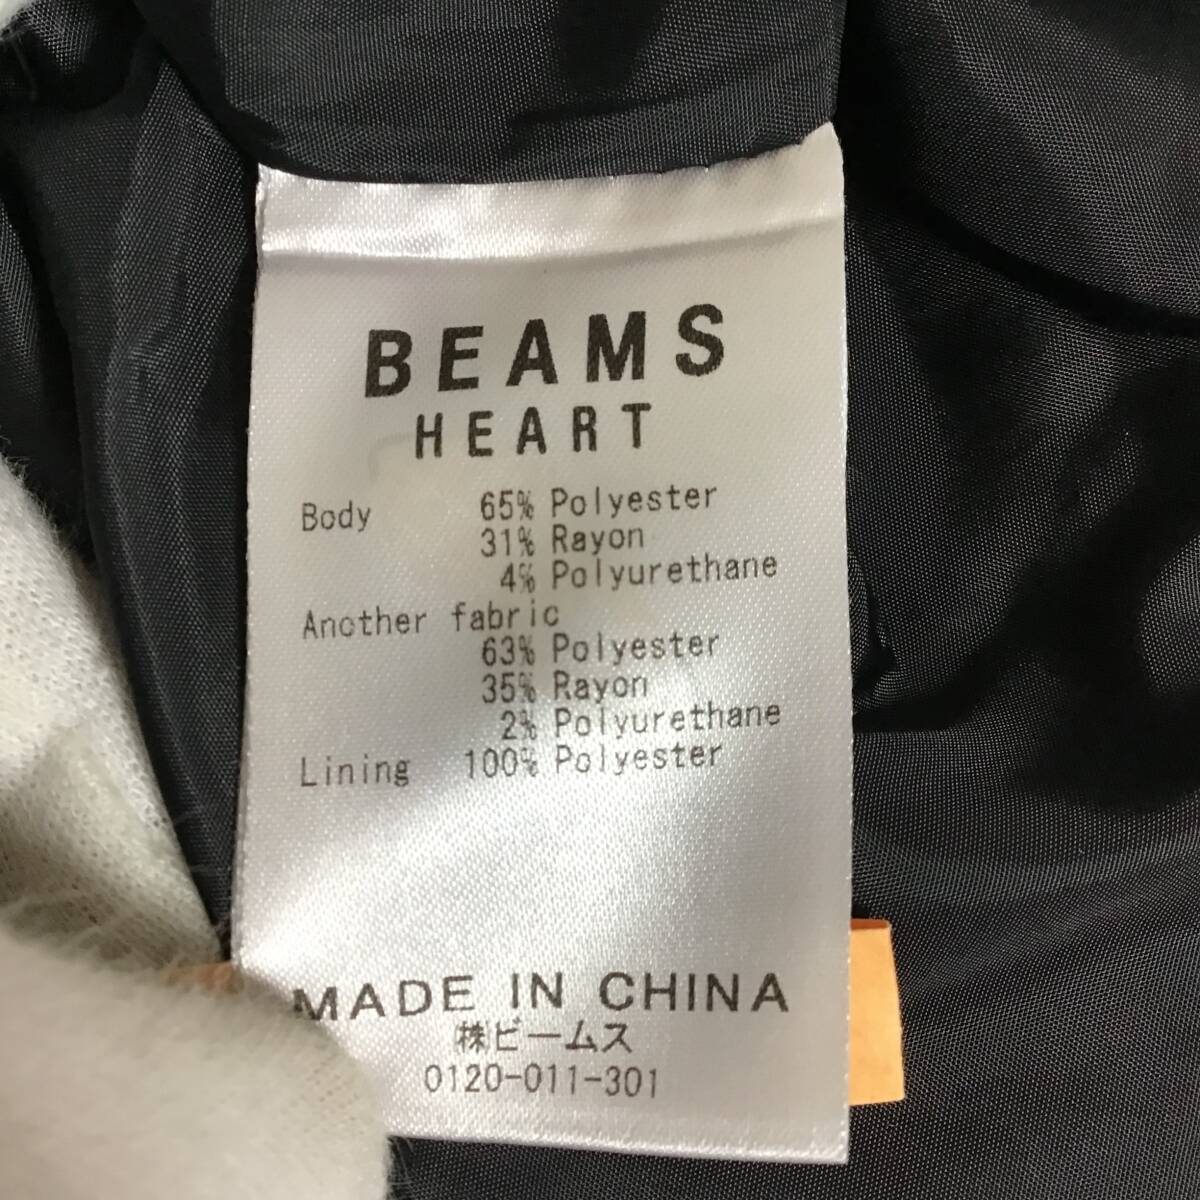 BEAMS
HEART
Body 65% Polyester
31% Rayon
4% Polyurethane
Another fabric
63% Polyester
35% Rayon
2% Polyurethane
Lining 100% Polyester
MADE IN CHINA
㈱ビームス
0120-011-301